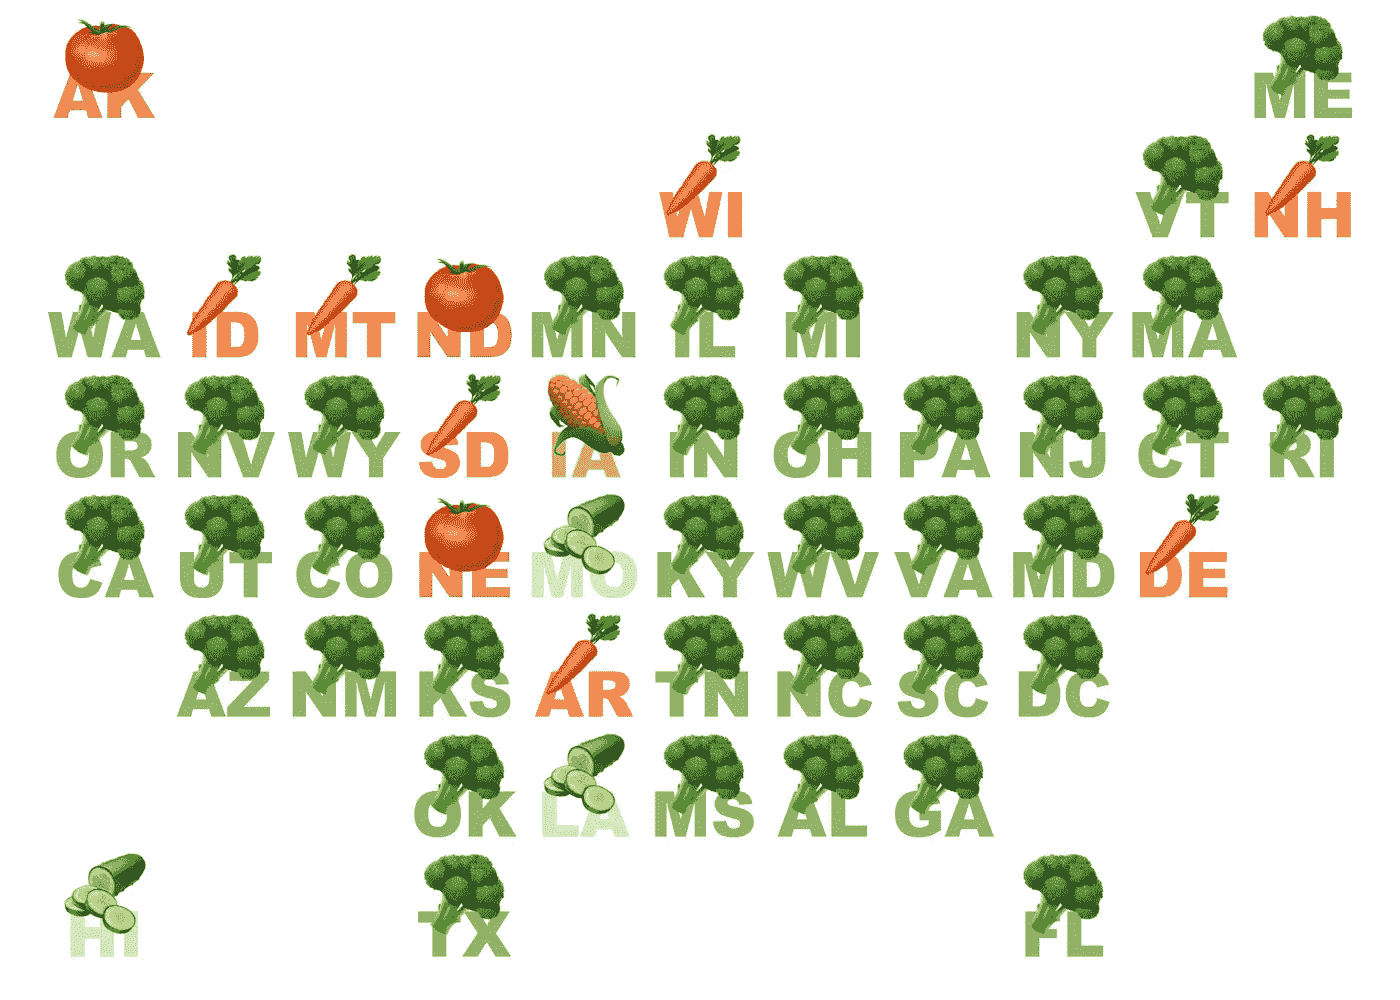 AK ME
WI VT NH
WA ID MT ND MN IL MI NY MA
OR NV WY SD IA IN OH PA NJ CT RI
CA UT CO NE MO KY WV VA MD DE
AZ NM KS AR TN NC SC DC
OK LA MS AL GA
HI TX FL